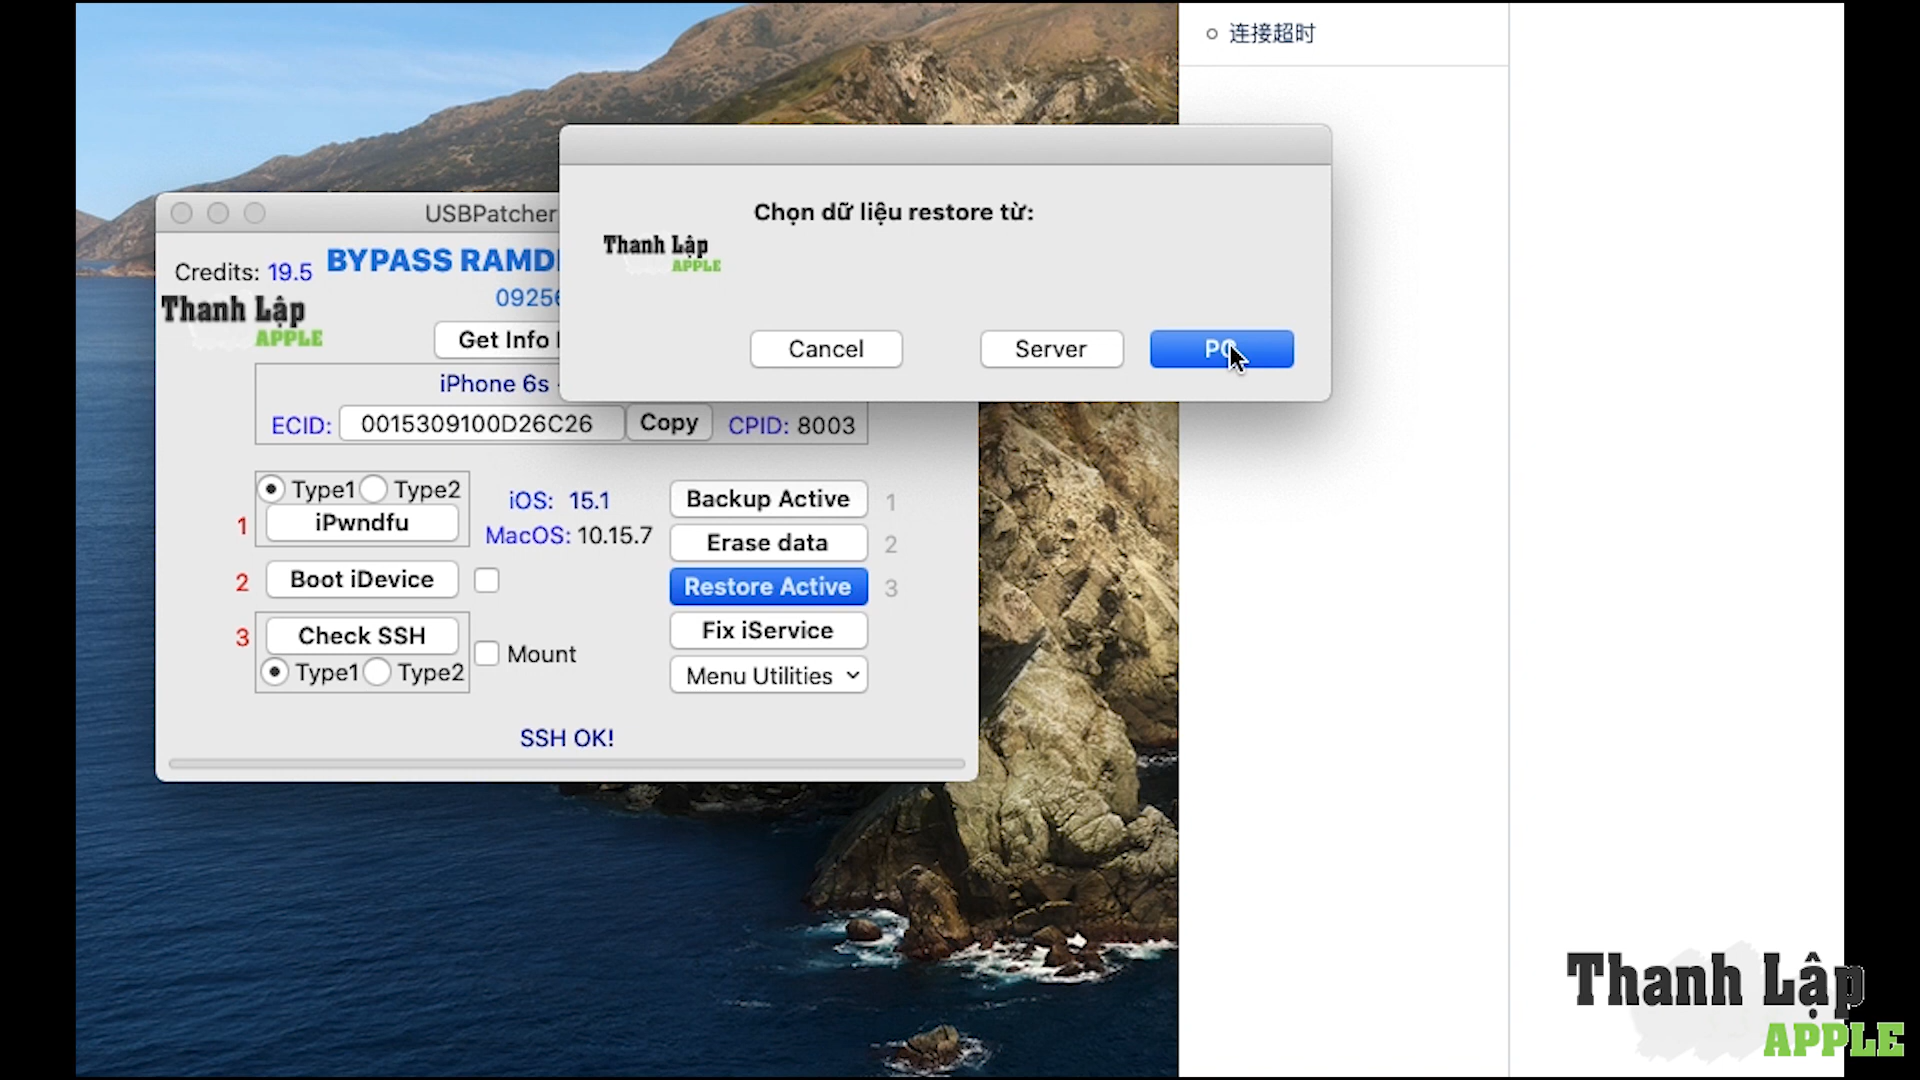 连接超时
Chọn dữ liệu restore từ:
Thanh Lập
APPLE
Cancel
Server
USBPatcher
Credits: 19.5
BYPASS
Thanh Lập
APPLE
Get Info
iPhone 6s
ECID: 0015309100D26C26 Copy CPID: 8003
Type1 Type2
1 iPwndfu
2 Boot iDevice
3 Check SSH
Type1 Type2
Mount
iOS: 15.1
MacOS: 10.15.7
Backup Active 1
Erase data 2
Restore Active 3
Fix iService
Menu Utilities
SSH OK!
Thanh Lập
APPLE